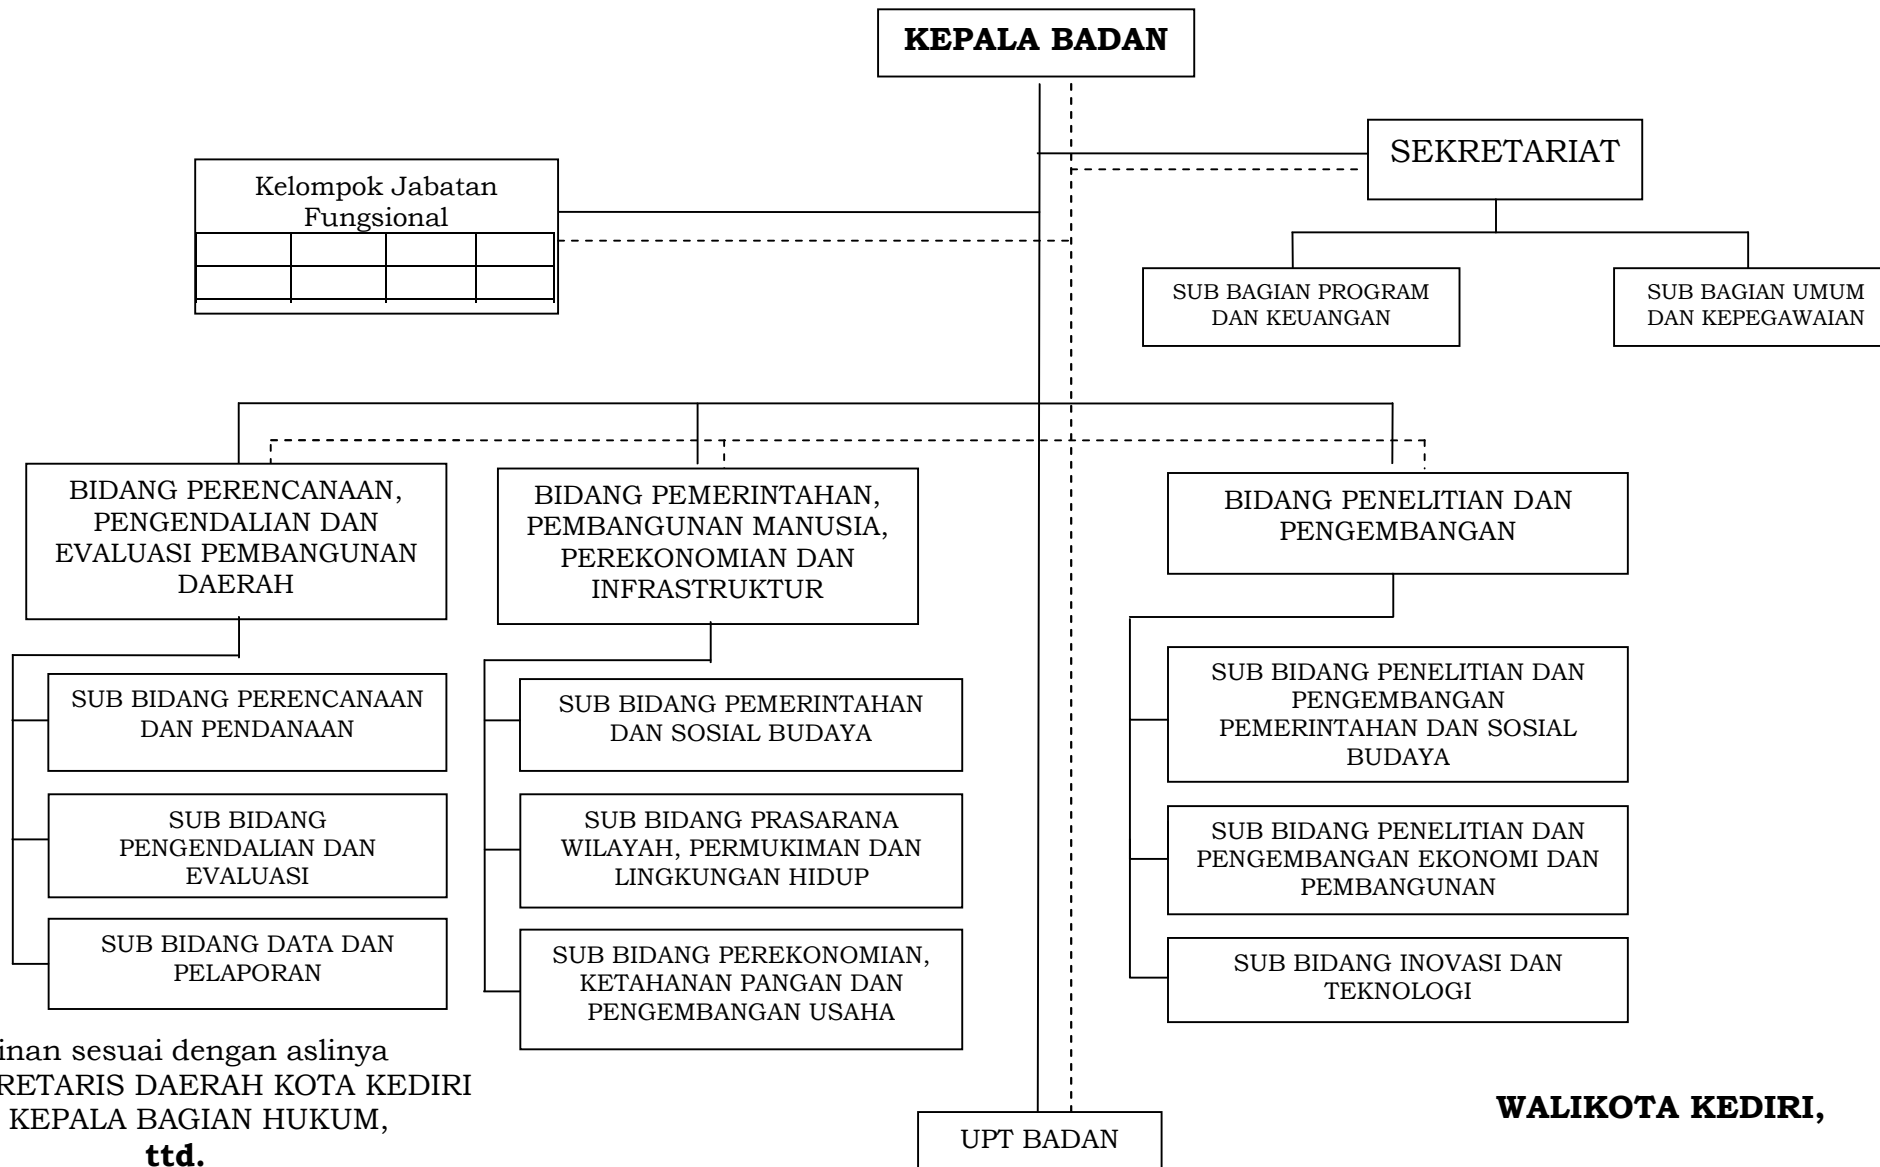 KEPALA BADAN
SEKRETARIAT
Kelompok Jabatan
Fungsional
SUB BAGIAN PROGRAM
DAN KEUANGAN
SUB BAGIAN UMUM
DAN KEPEGAWAIAN
BIDANG PERENCANAAN,
PENGENDALIAN DAN
EVALUASI PEMBANGUNAN
DAERAH
BIDANG PEMERINTAHAN,
PEMBANGUNAN MANUSIA,
PEREKONOMIAN DAN
INFRASTRUKTUR
BIDANG PENELITIAN DAN
PENGEMBANGAN
SUB BIDANG PERENCANAAN
DAN PENDANAAN
SUB BIDANG
PENGENDALIAN DAN
EVALUASI
SUB BIDANG DATA DAN
PELAPORAN
SUB BIDANG PEMERINTAHAN
DAN SOSIAL BUDAYA
SUB BIDANG PRASARANA
WILAYAH, PERMUKIMAN DAN
LINGKUNGAN HIDUP
SUB BIDANG PEREKONOMIAN,
KETAHANAN PANGAN DAN
PENGEMBANGAN USAHA
SUB BIDANG PENELITIAN DAN
PENGEMBANGAN
PEMERINTAHAN DAN SOSIAL
BUDAYA
SUB BIDANG PENELITIAN DAN
PENGEMBANGAN EKONOMI DAN
PEMBANGUNAN
SUB BIDANG INOVASI DAN
TEKNOLOGI
inan sesuai dengan aslinya
RETARIS DAERAH KOTA KEDIRI
KEPALA BAGIAN HUKUM,
ttd.
UPT BADAN
WALIKOTA KEDIRI,